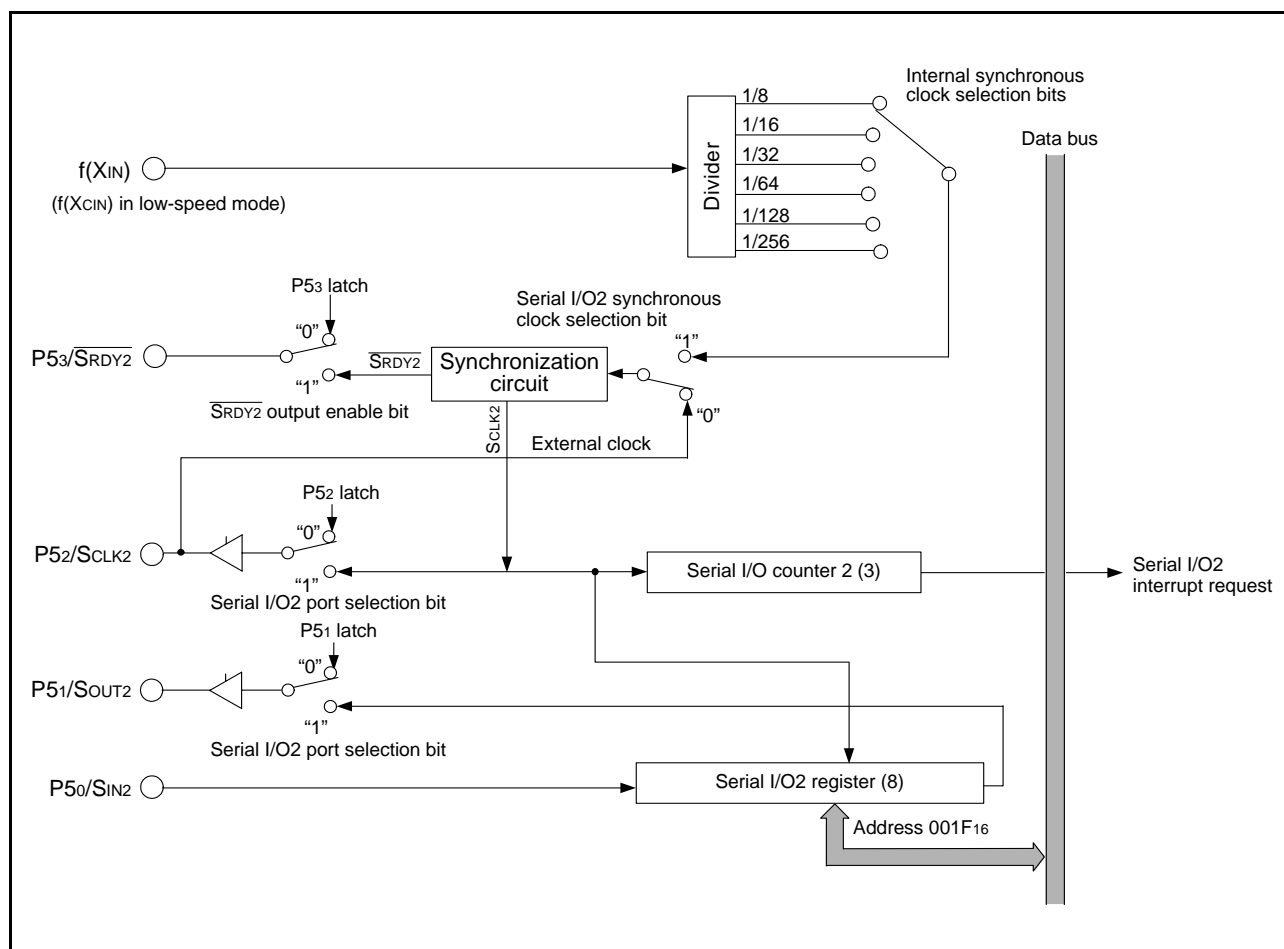 Internal synchronous
clock selection bits
1/8
1/16
1/32
1/64
1/128
1/256
Divider
Data bus
f(XIN)
(f(XCIN) in low-speed mode)
P53 latch
“0”
“1”
P53/SRDY2
SRDY2
SRDY2 output enable bit
Synchronization
circuit
Serial I/O2 synchronous
clock selection bit
“1”
“0”
SCLK2
External clock
P52 latch
P52/SCLK2
“0”
“1”
Serial I/O2 port selection bit
Serial I/O counter 2 (3)
Serial I/O2
interrupt request
P51 latch
P51/SOUT2
“0”
“1”
Serial I/O2 port selection bit
P50/SIN2
Serial I/O2 register (8)
Address 001F16